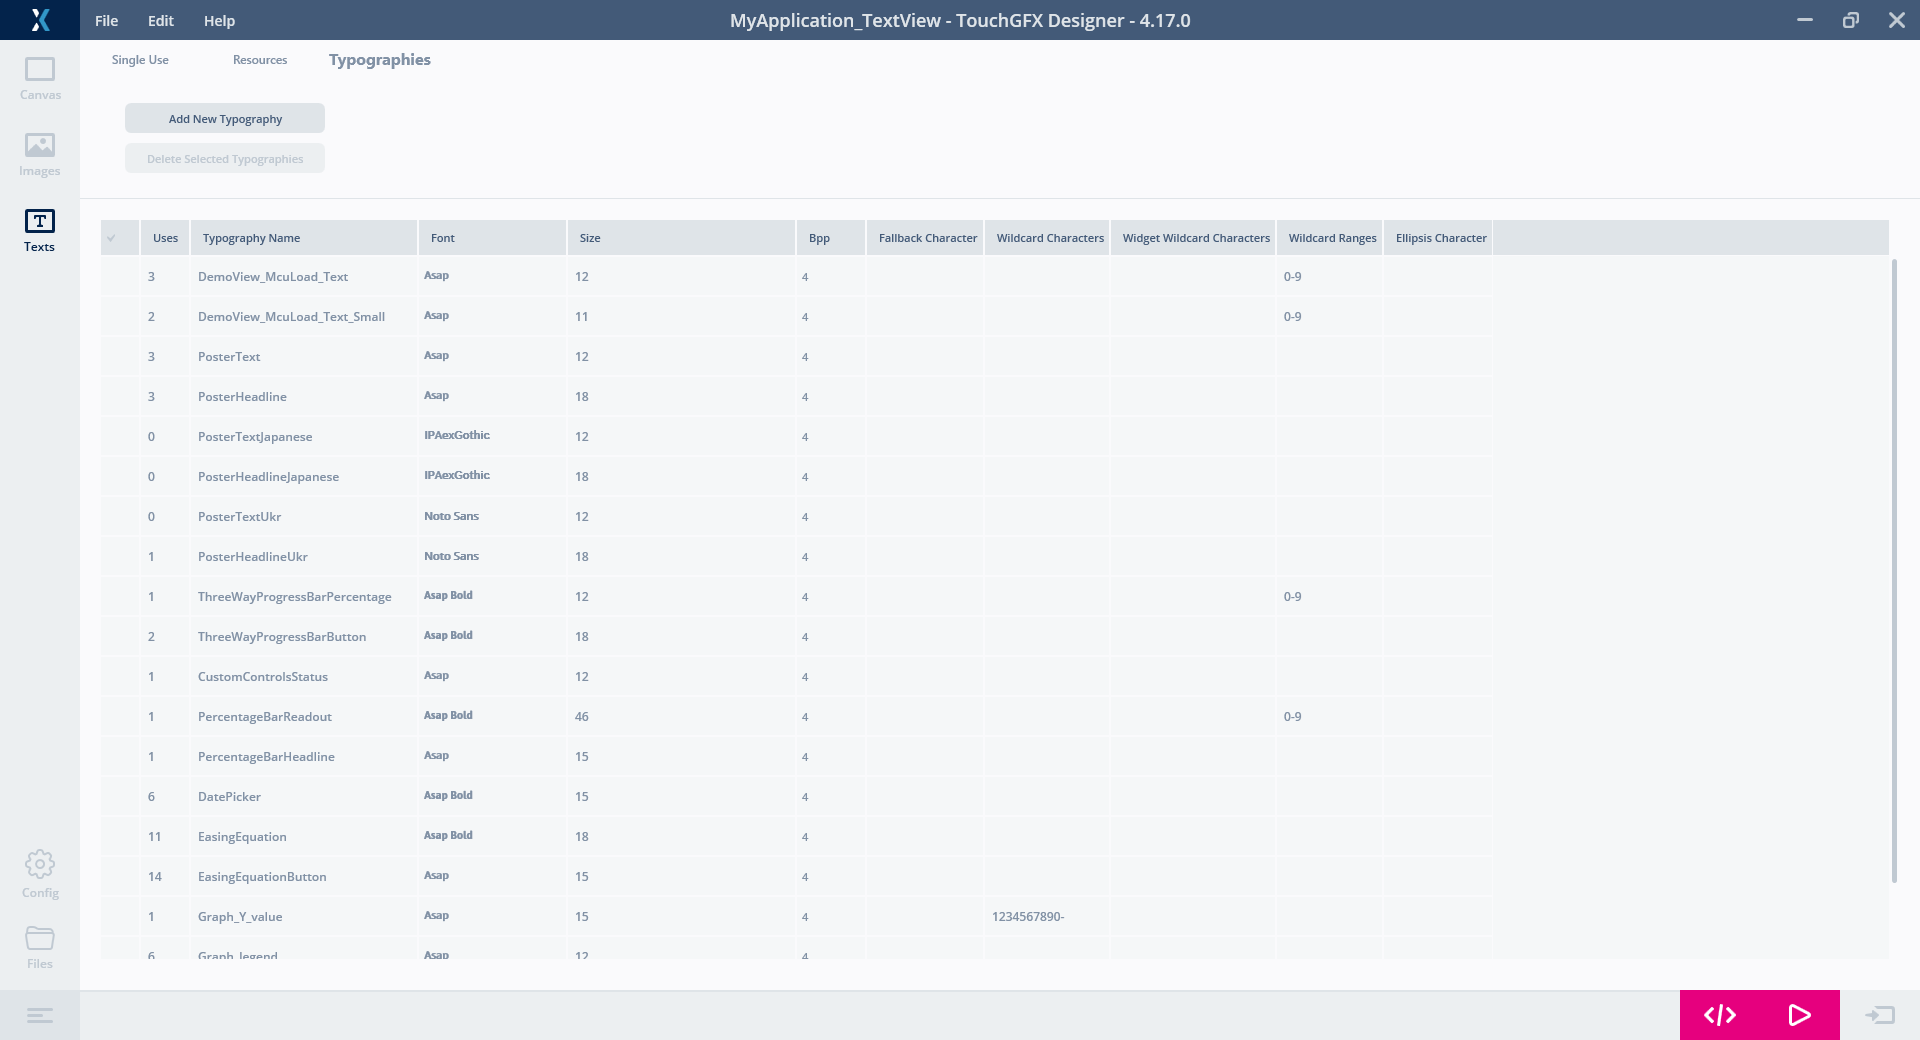 File Edit Help MyApplication_TextView - TouchGFX Designer - 4.17.0
Single Use Resources Typographies
Canvas
Images
Texts
Config
Files
Add New Typography
Delete Selected Typographies
Uses Typography Name Font Size Bpp Fallback Character Wildcard Characters Widget Wildcard Characters Wildcard Ranges Ellipsis Character
3 DemoView_McuLoad_Text Asap 12 4 0-9
2 DemoView_McuLoad_Text_Small Asap 11 4 0-9
3 PosterText Asap 12 4
3 PosterHeadline Asap 18 4
0 PosterTextJapanese IPAexGothic 12 4
0 PosterHeadlineJapanese IPAexGothic 18 4
0 PosterTextUkr Noto Sans 12 4
1 PosterHeadlineUkr Noto Sans 18 4
1 ThreeWayProgressBarPercentage Asap Bold 12 4 0-9
2 ThreeWayProgressBarButton Asap Bold 18 4
1 CustomControlsStatus Asap 12 4
1 PercentageBarReadout Asap Bold 46 4 0-9
1 PercentageBarHeadline Asap 15 4
6 DatePicker Asap Bold 15 4
11 EasingEquation Asap Bold 18 4
14 EasingEquationButton Asap 15 4
1 Graph_Y_value Asap 15 4 1234567890-
6 Graph_legend Asap 12 4